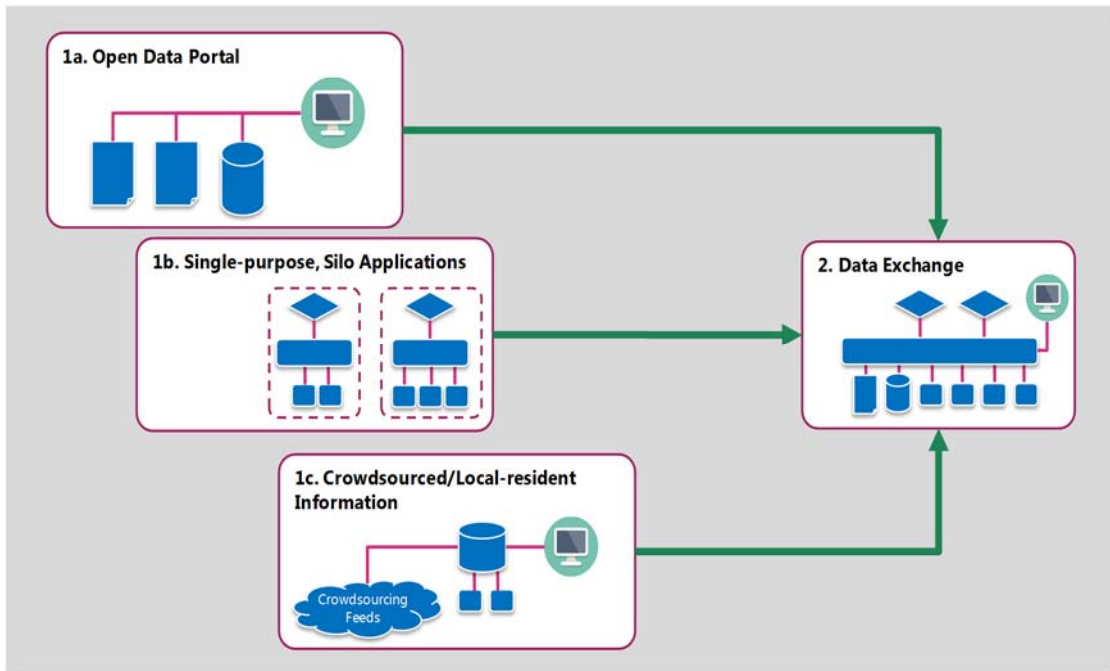 1a. Open Data Portal
1b. Single-purpose, Silo Applications
2. Data Exchange
1c. Crowdsourced/Local-resident
Information
Crowdsourcing
Feeds